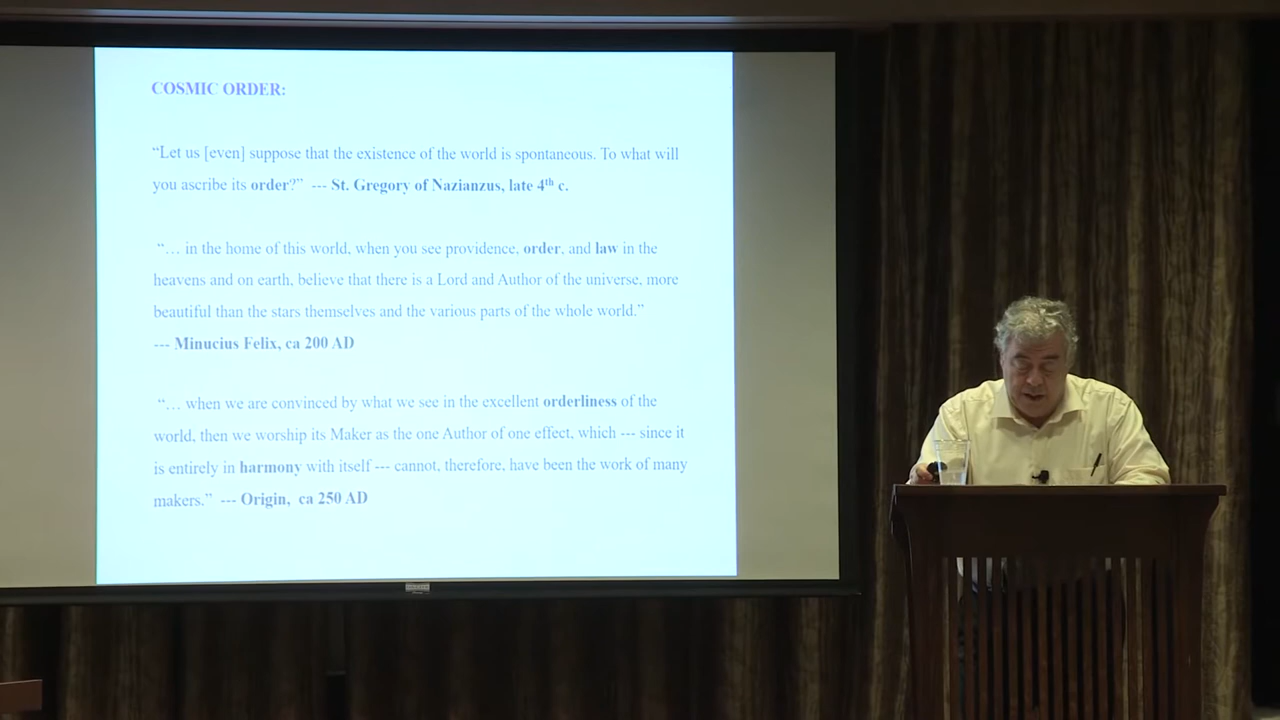 COSMIC ORDER:
“Let us [even] suppose that the existence of the world is spontaneous. To what will
you ascribe its order?” --- St. Gregory of Nazianzus, late 4th c.
“… in the home of this world, when you see providence, order, and law in the
heavens and on earth, believe that there is a Lord and Author of the universe, more
beautiful than the stars themselves and the various parts of the whole world.”
--- Minucius Felix, ca 200 AD
“… when we are convinced by what we see in the excellent orderliness of the
world, then we worship its Maker as the one Author of one effect, which --- since it
is entirely in harmony with itself --- cannot, therefore, have been the work of many
makers.” --- Origin, ca 250 AD